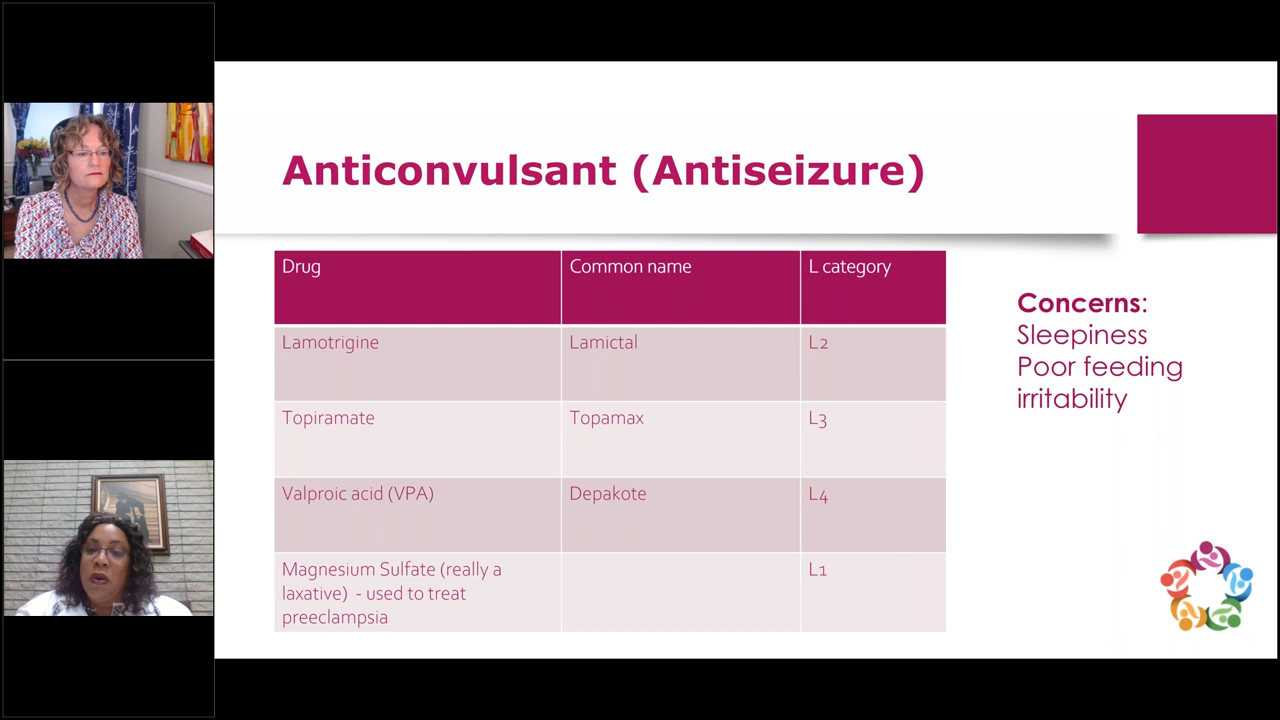 Anticonvulsant (Antiseizure)
Drug Common name L category
Lamotrigine Lamictal L2
Topiramate Topamax L3
Valproic acid (VPA) Depakote L4
Magnesium Sulfate (really a
laxative) - used to treat
preeclampsia
L1
Concerns:
Sleepiness
Poor feeding
irritability